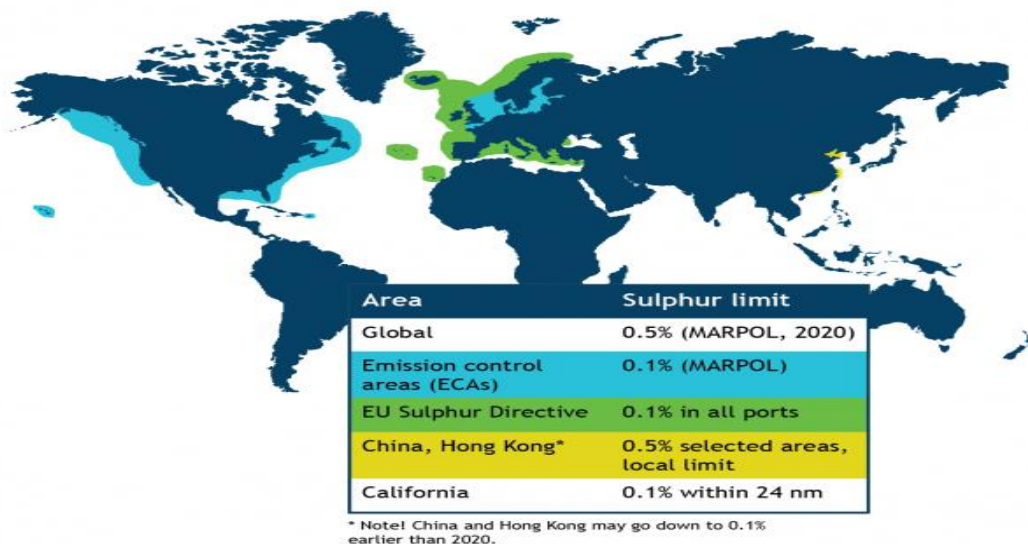 Area Sulphur limit
Global 0.5% (MARPOL, 2020)
Emission control 0.1% (MARPOL)
areas (ECAs)
EU Sulphur Directive 0.1% in all ports
China, Hong Kong* 0.5% selected areas,
local limit
California 0.1% within 24 nm
* Note! China and Hong Kong may go down to 0.1%
earlier than 2020.